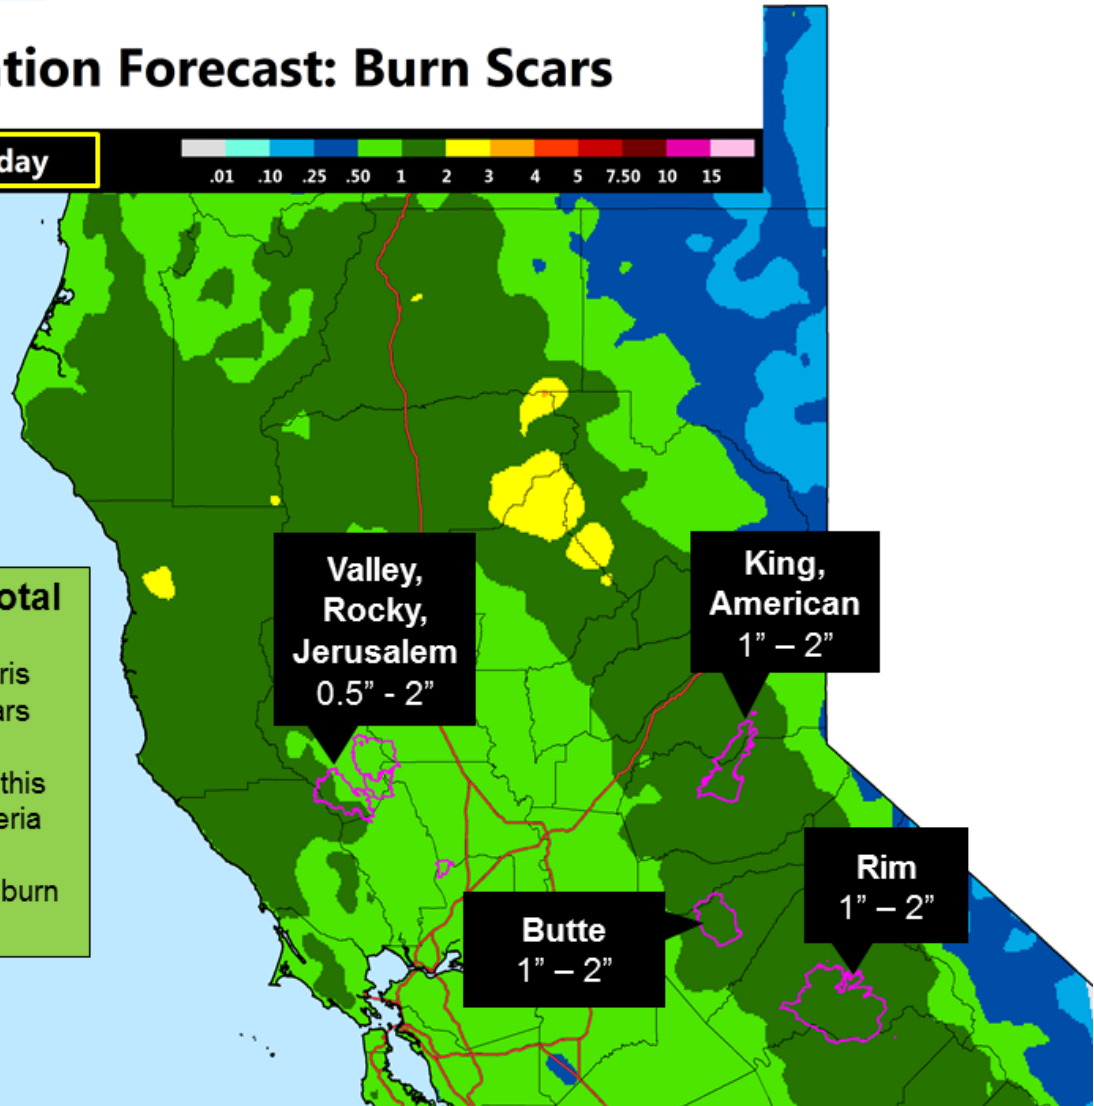 tion Forecast: Burn Scars
day
.01 .10 .25 .50 1 2 3 4 5 7.50 10 15
Valley,
Rocky,
Jerusalem
0.5” - 2”
King,
American
1” – 2”
otal
ris
ars
this
eria
burn
Rim
1” – 2”
Butte
1” – 2”